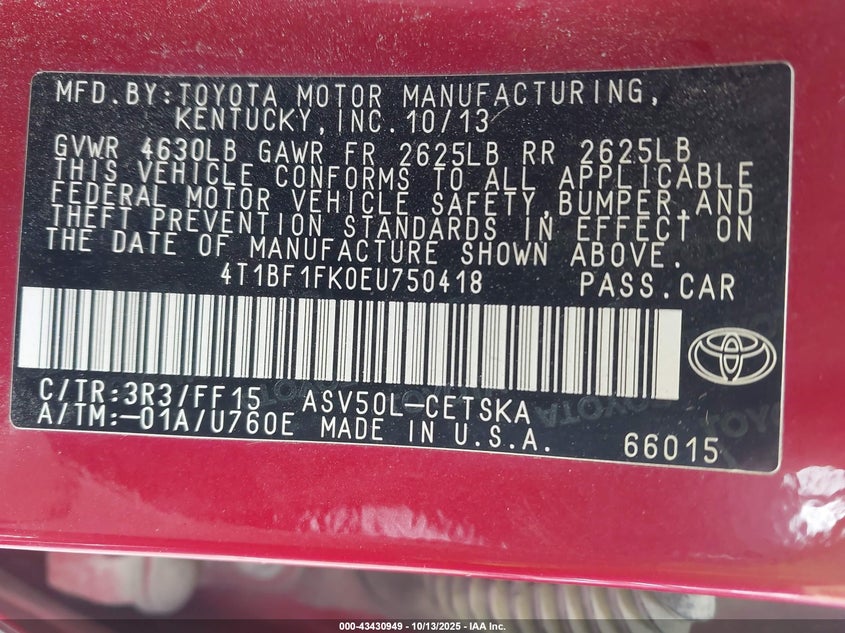 MFD.BY:TOYOTA MOTOR MANUFACTURING,
KENTUCKY,INC.10/13
GVWR 4630LB GAWR FR 2625LB RR 2625LB
THIS VEHICLE CONFORMS TO ALL APPLICABLE
FEDERAL MOTOR VEHICLE SAFETY,BUMPER,AND
THEFT PREVENTION STANDARDS IN EFFECT ON
THE DATE OF MANUFACTURE SHOWN ABOVE.
4T1BF1FK0EU750418 PASS.CAR
C/TR:3R3/FF15 ASV50L-CETSKA
A/TM:-01A/U760E MADE IN U.S.A. 66015
000-43430949 | 10/13/2025 | IAA Inc.